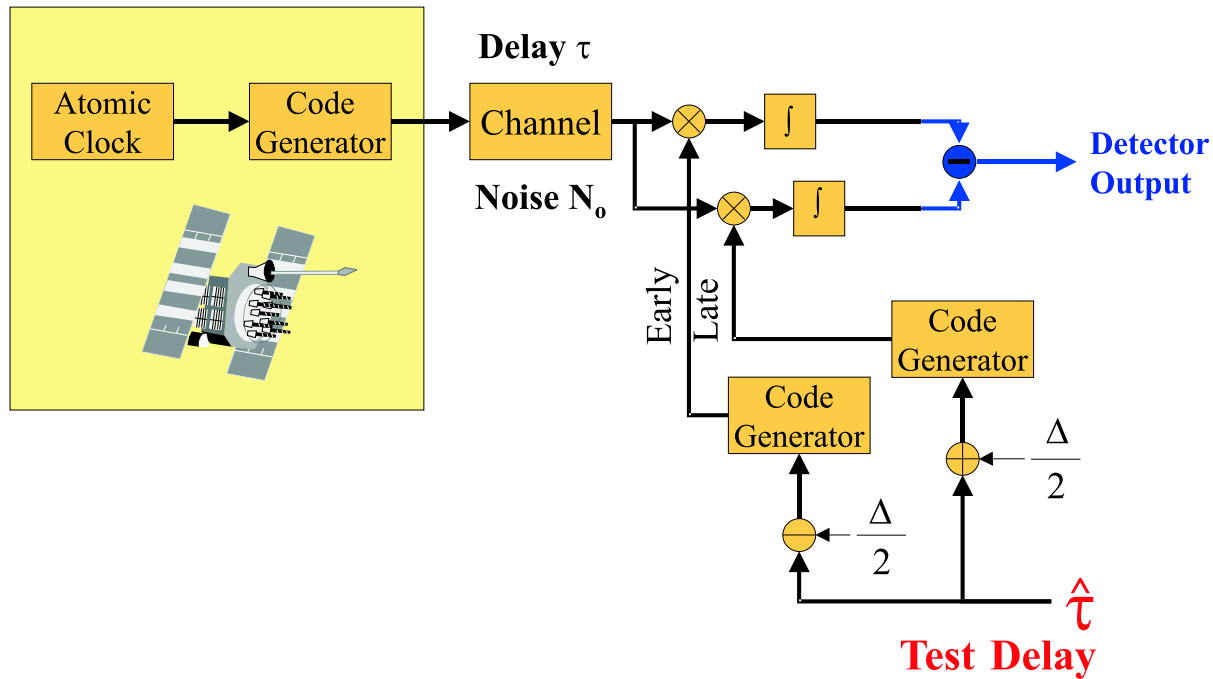 Delay τ
Atomic
Clock
Code
Generator
Channel
∫
Detector
Output
Noise Nₒ
∫
Early
Late
Code
Generator
Code
Generator
Δ
2
Δ
2
τ̂
Test Delay